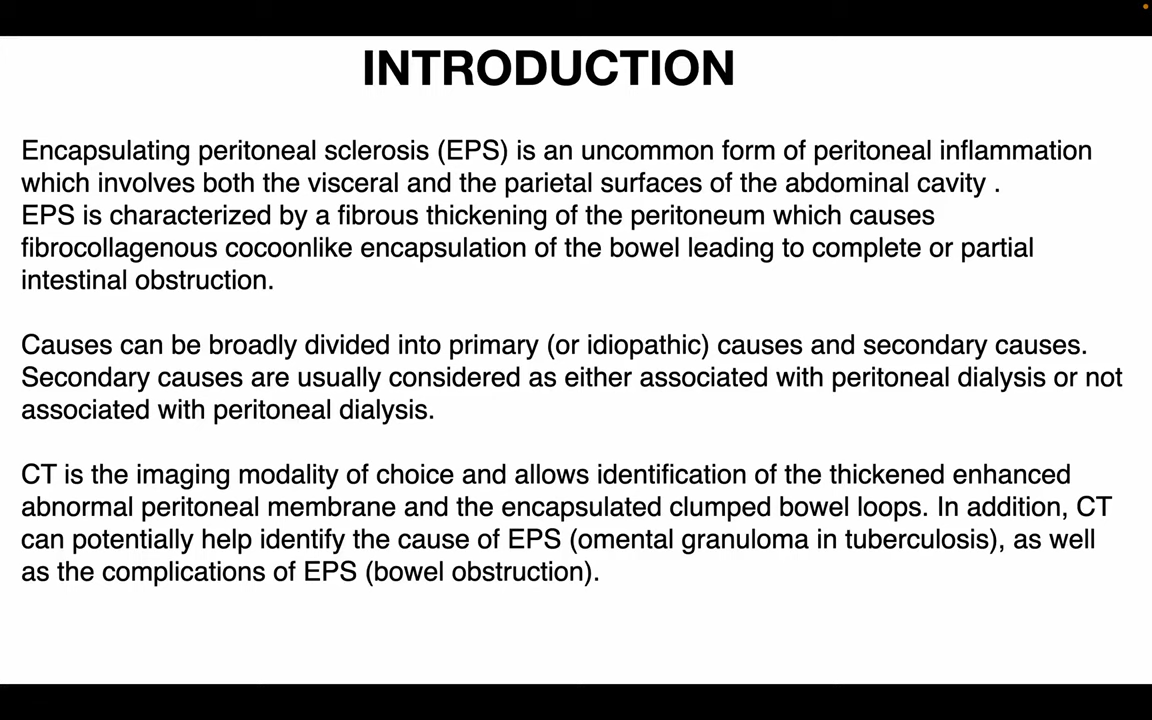 INTRODUCTION
Encapsulating peritoneal sclerosis (EPS) is an uncommon form of peritoneal inflammation
which involves both the visceral and the parietal surfaces of the abdominal cavity .
EPS is characterized by a fibrous thickening of the peritoneum which causes
fibrocollagenous cocoonlike encapsulation of the bowel leading to complete or partial
intestinal obstruction.
Causes can be broadly divided into primary (or idiopathic) causes and secondary causes.
Secondary causes are usually considered as either associated with peritoneal dialysis or not
associated with peritoneal dialysis.
CT is the imaging modality of choice and allows identification of the thickened enhanced
abnormal peritoneal membrane and the encapsulated clumped bowel loops. In addition, CT
can potentially help identify the cause of EPS (omental granuloma in tuberculosis), as well
as the complications of EPS (bowel obstruction).